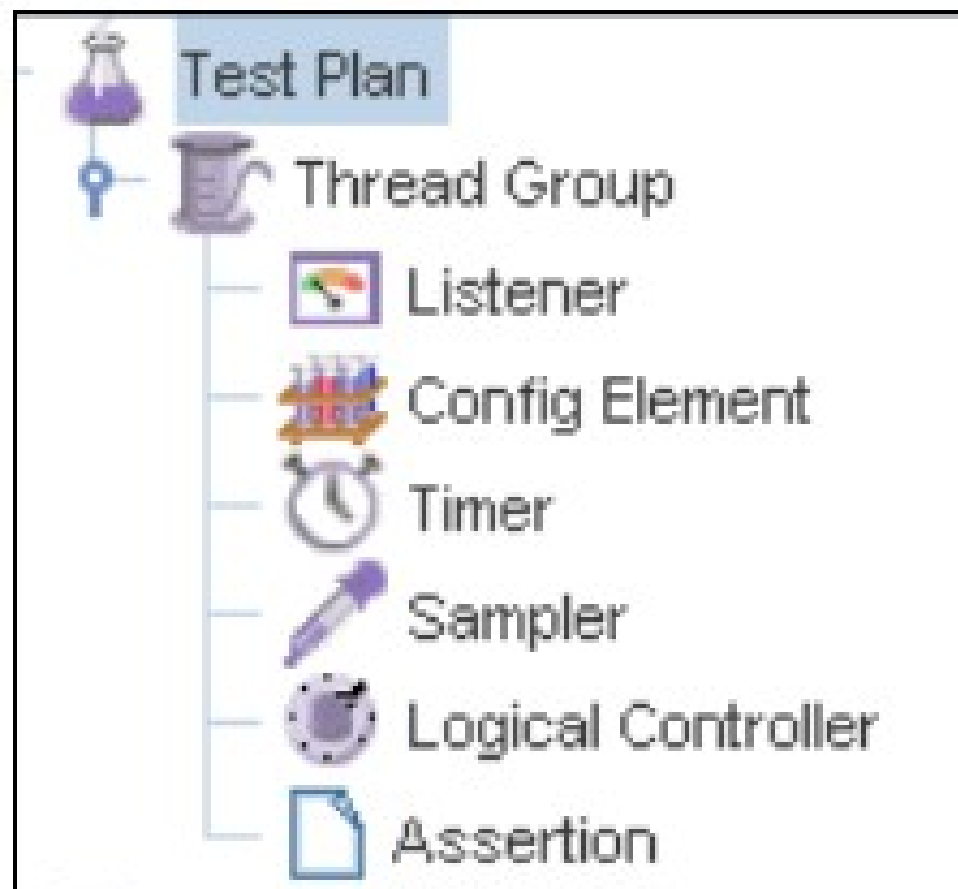 Test Plan
Thread Group
Listener
Config Element
Timer
Sampler
Logical Controller
Assertion